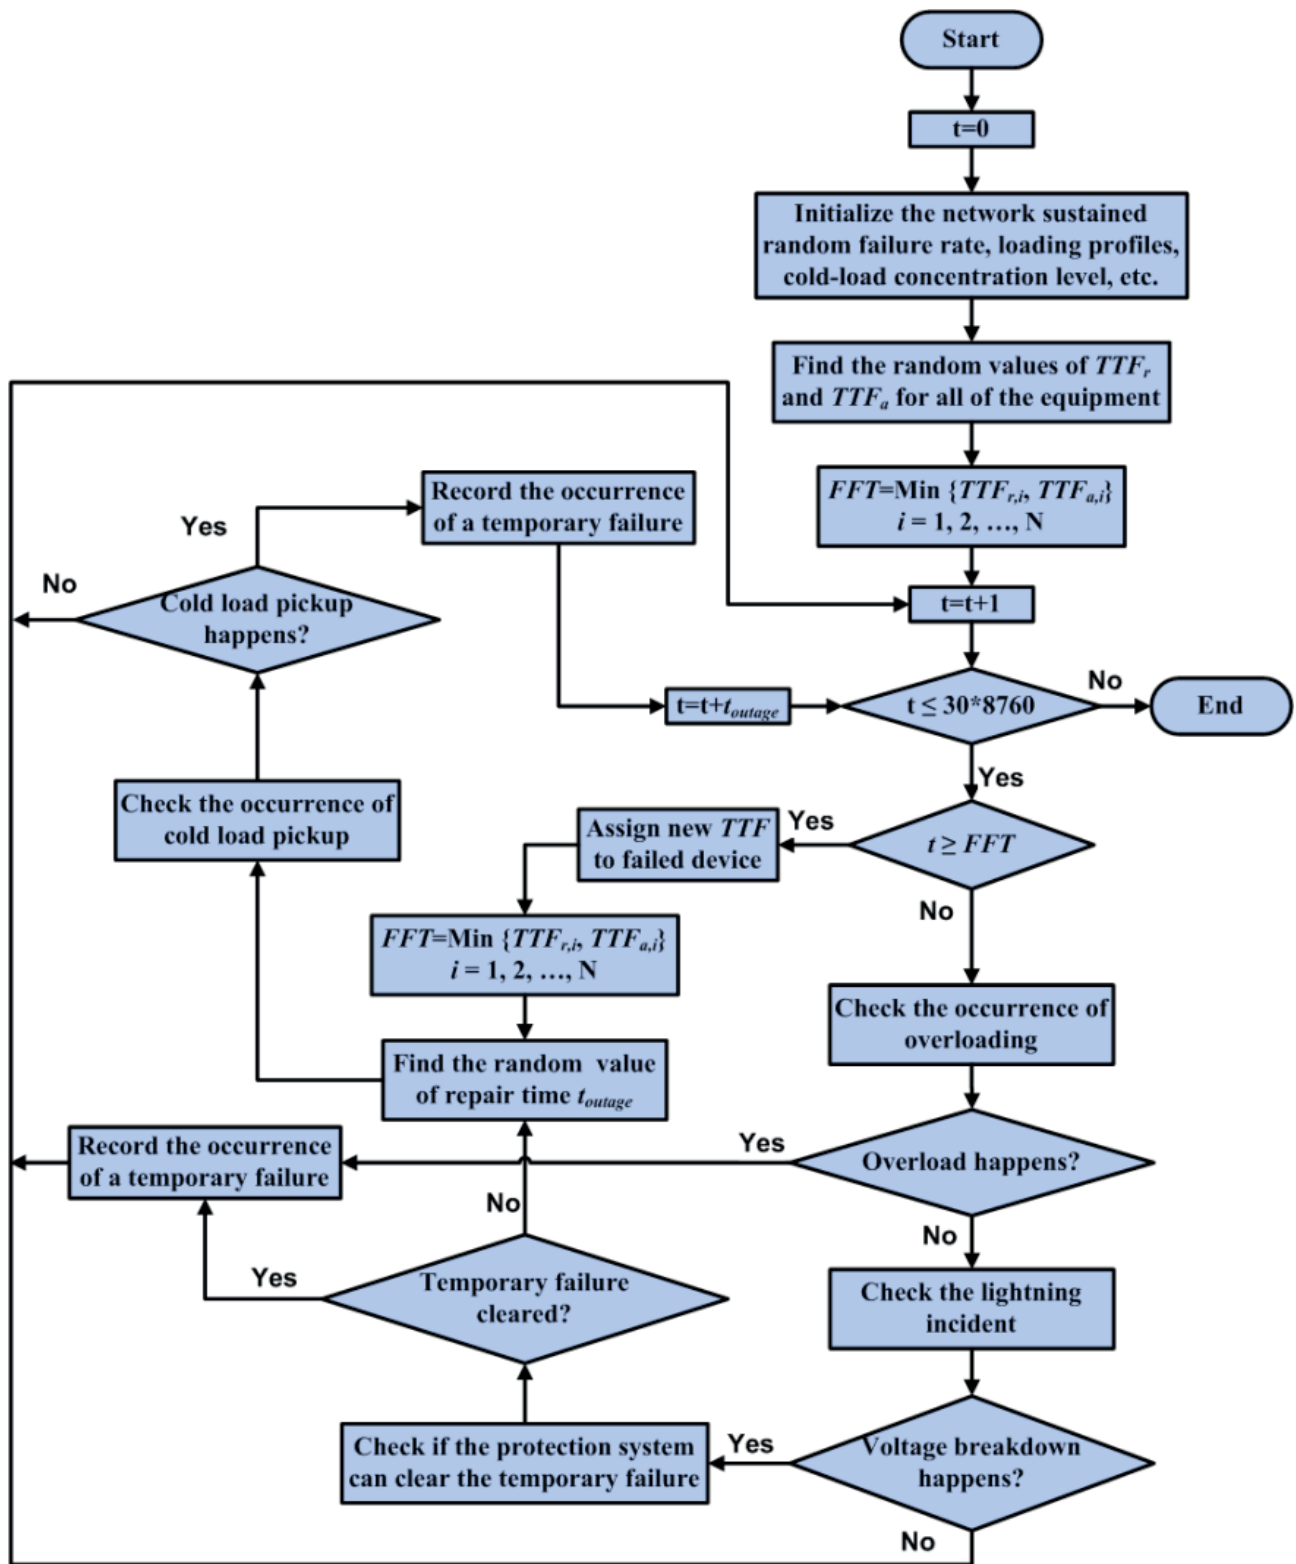 Start
t=0
Initialize the network sustained
random failure rate, loading profiles,
cold-load concentration level, etc.
Find the random values of TTFr
and TTFa for all of the equipment
FFT=Min {TTFr,i, TTFa,i}
i = 1, 2, …, N
t=t+1
t ≤ 30*8760
No
End
Yes
t ≥ FFT
Yes
Assign new TTF
to failed device
FFT=Min {TTFr,i, TTFa,i}
i = 1, 2, …, N
Find the random value
of repair time toutage
Check the occurrence of
cold load pickup
Cold load pickup
happens?
No
Yes
Record the occurrence
of a temporary failure
t=t+toutage
No
Check the occurrence of
overloading
Overload happens?
Yes
Record the occurrence
of a temporary failure
No
Check the lightning
incident
Voltage breakdown
happens?
Yes
Check if the protection system
can clear the temporary failure
Temporary failure
cleared?
Yes
No
No